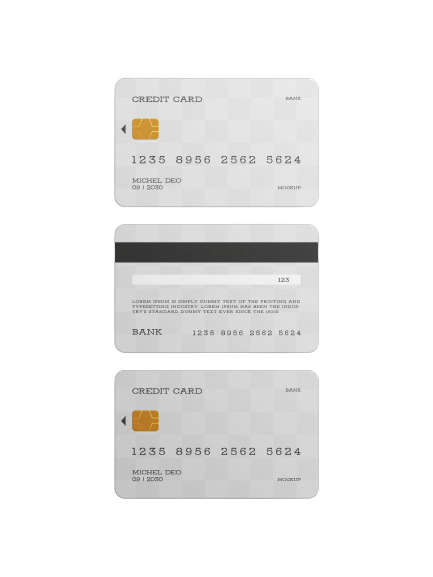 CREDIT CARD BANK
1235 8956 2562 5624
MICHEL DEO
09 | 2030 MOCKUP
123
LOREM IPSUM IS SIMPLY DUMMY TEXT OF THE PRINTING AND
TYPESETTING INDUSTRY. LOREM IPSUM HAS BEEN THE INDUS-
TRY'S STANDARD DUMMY TEXT EVER SINCE THE 1500
BANK 1235 8956 2562 5624
CREDIT CARD BANK
1235 8956 2562 5624
MICHEL DEO
09 | 2030 MOCKUP